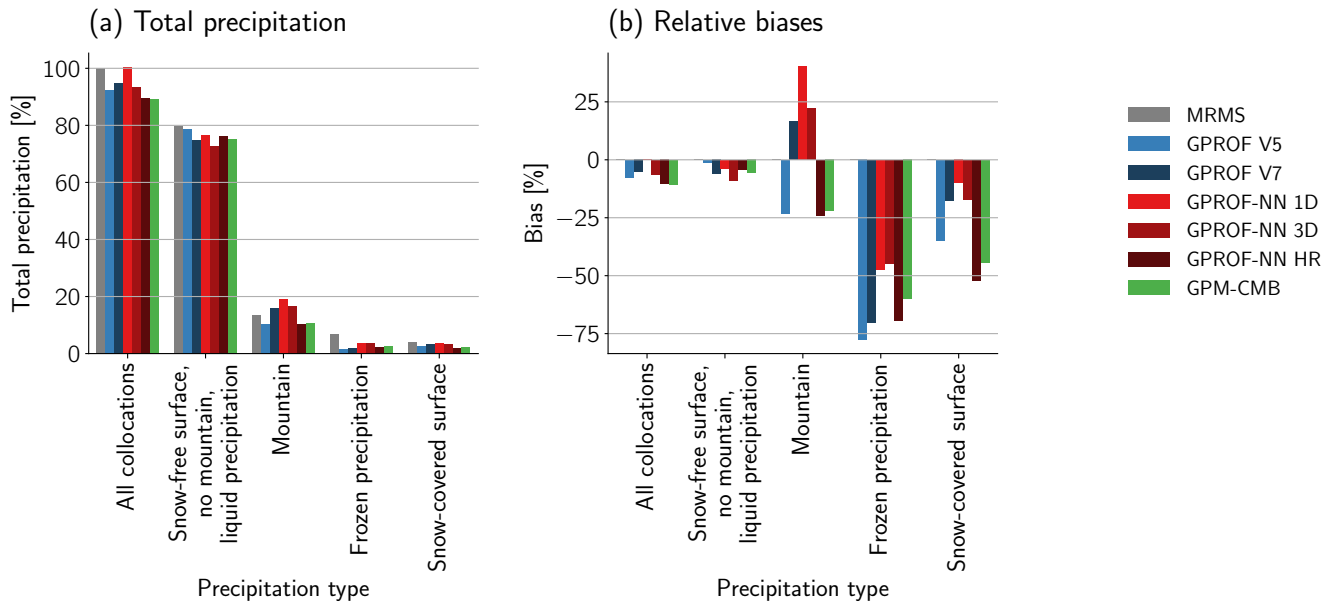 (a) Total precipitation
Total precipitation [%]
100
80
60
40
20
0
All collocations
Snow-free surface,
no mountain,
liquid precipitation
Mountain
Frozen precipitation
Snow-covered surface
Precipitation type
(b) Relative biases
Bias [%]
25
0
−25
−50
−75
All collocations
Snow-free surface,
no mountain,
liquid precipitation
Mountain
Frozen precipitation
Snow-covered surface
Precipitation type
MRMS
GPROF V5
GPROF V7
GPROF-NN 1D
GPROF-NN 3D
GPROF-NN HR
GPM-CMB